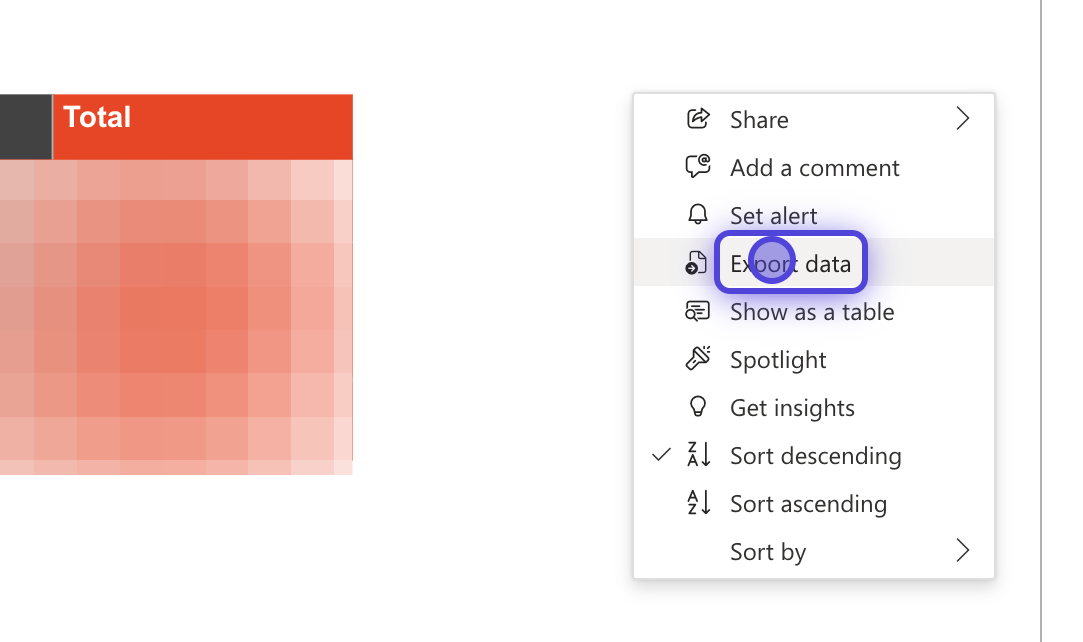 Total
Share
Add a comment
Set alert
Export data
Show as a table
Spotlight
Get insights
Sort descending
Sort ascending
Sort by